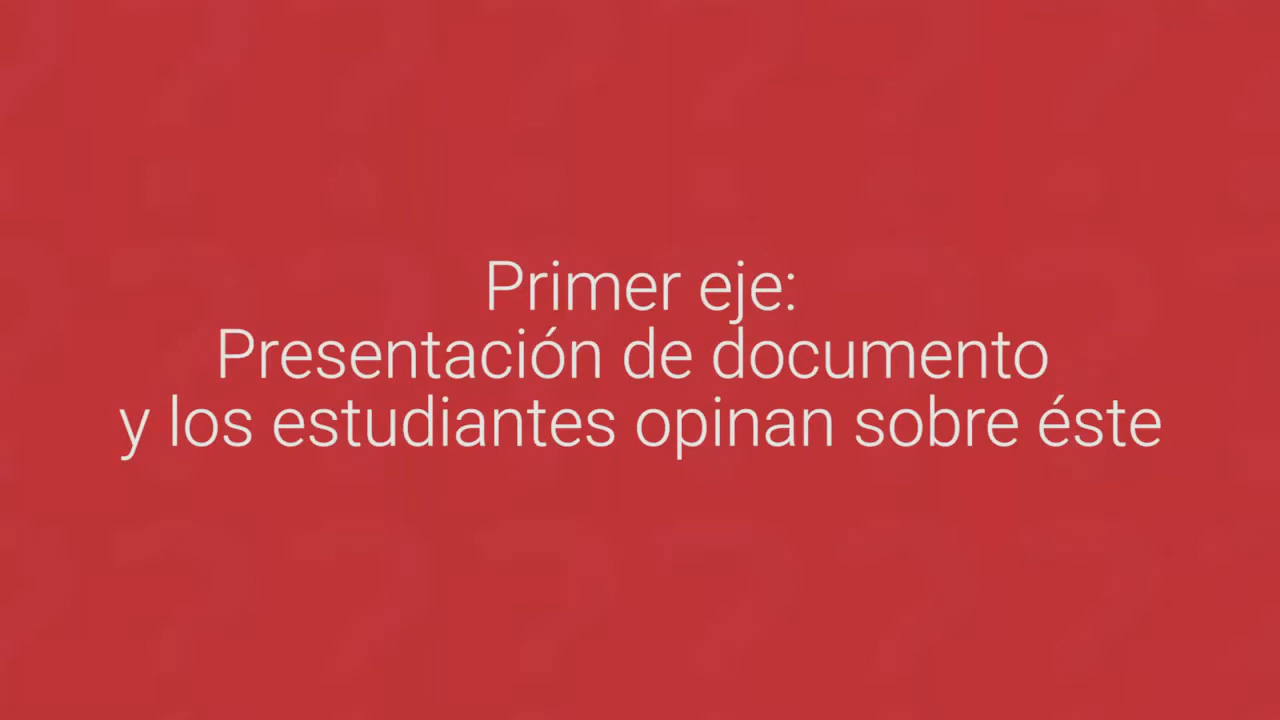 Primer eje:
Presentación de documento
y los estudiantes opinan sobre éste